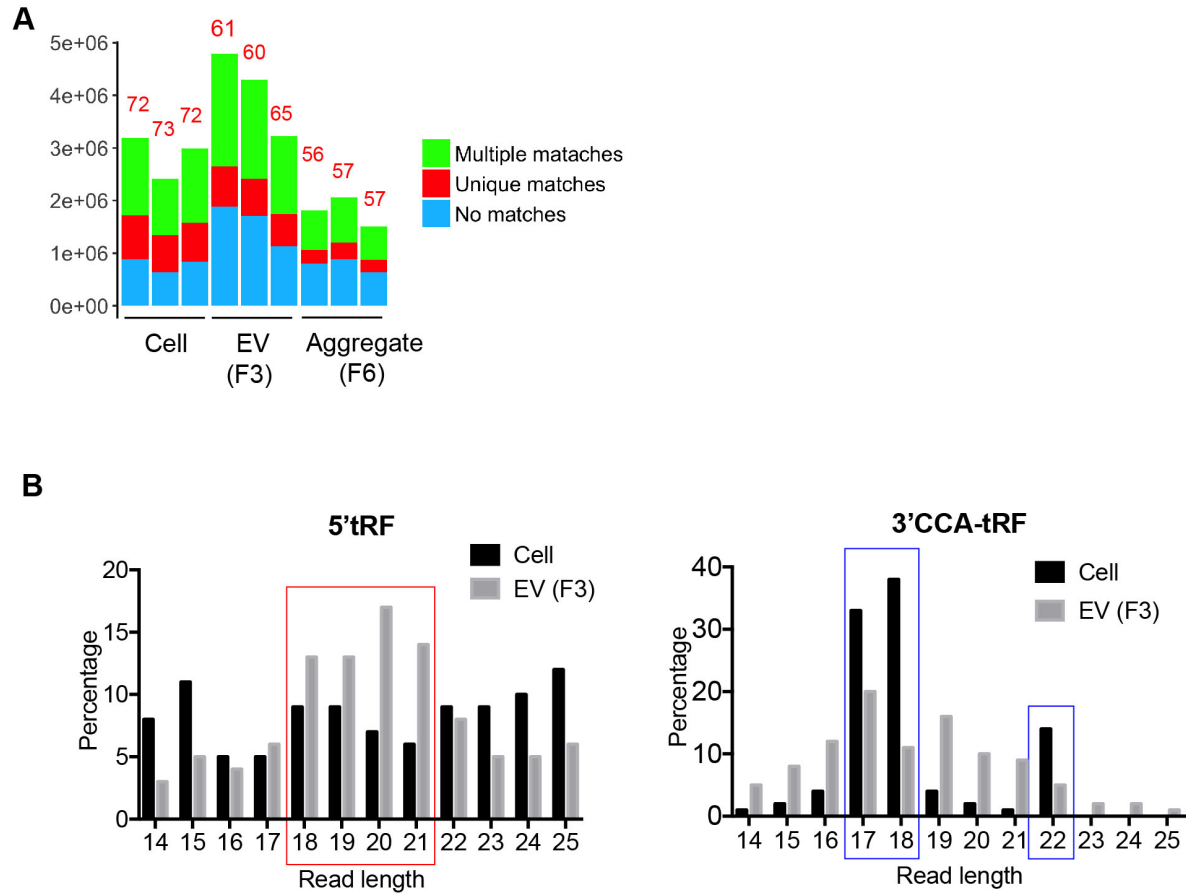 A
5e+06
4e+06
3e+06
2e+06
1e+06
0e+00
72
73
72
61
60
65
56
57
57
Multiple mataches
Unique matches
No matches
Cell
EV
(F3)
Aggregate
(F6)
B
5'tRF
Cell
EV (F3)
Percentage
20
15
10
5
0
14 15 16 17 18 19 20 21 22 23 24 25
Read length
3'CCA-tRF
Cell
EV (F3)
Percentage
40
30
20
10
0
14 15 16 17 18 19 20 21 22 23 24 25
Read length